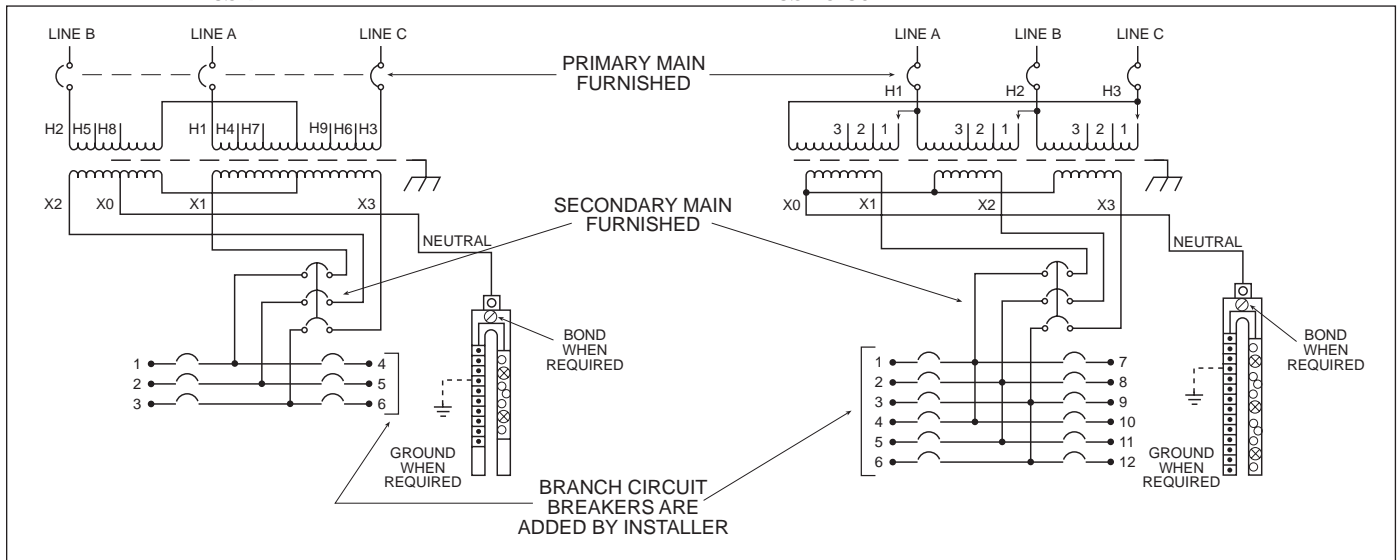 LINE B LINE A LINE C
PRIMARY MAIN
FURNISHED
LINE A LINE B LINE C
H1 H2 H3
H2 H5 H8 H1 H4 H7 H9 H6 H3
3 2 1 3 2 1 3 2 1
X2 X0 X1 X3
SECONDARY MAIN
FURNISHED
X0 X1 X2 X3
NEUTRAL
NEUTRAL
BOND
WHEN
REQUIRED
BOND
WHEN
REQUIRED
1 4
2 5
3 6
1 7
2 8
3 9
4 10
5 11
6 12
GROUND
WHEN
REQUIRED
GROUND
WHEN
REQUIRED
BRANCH CIRCUIT
BREAKERS ARE
ADDED BY INSTALLER